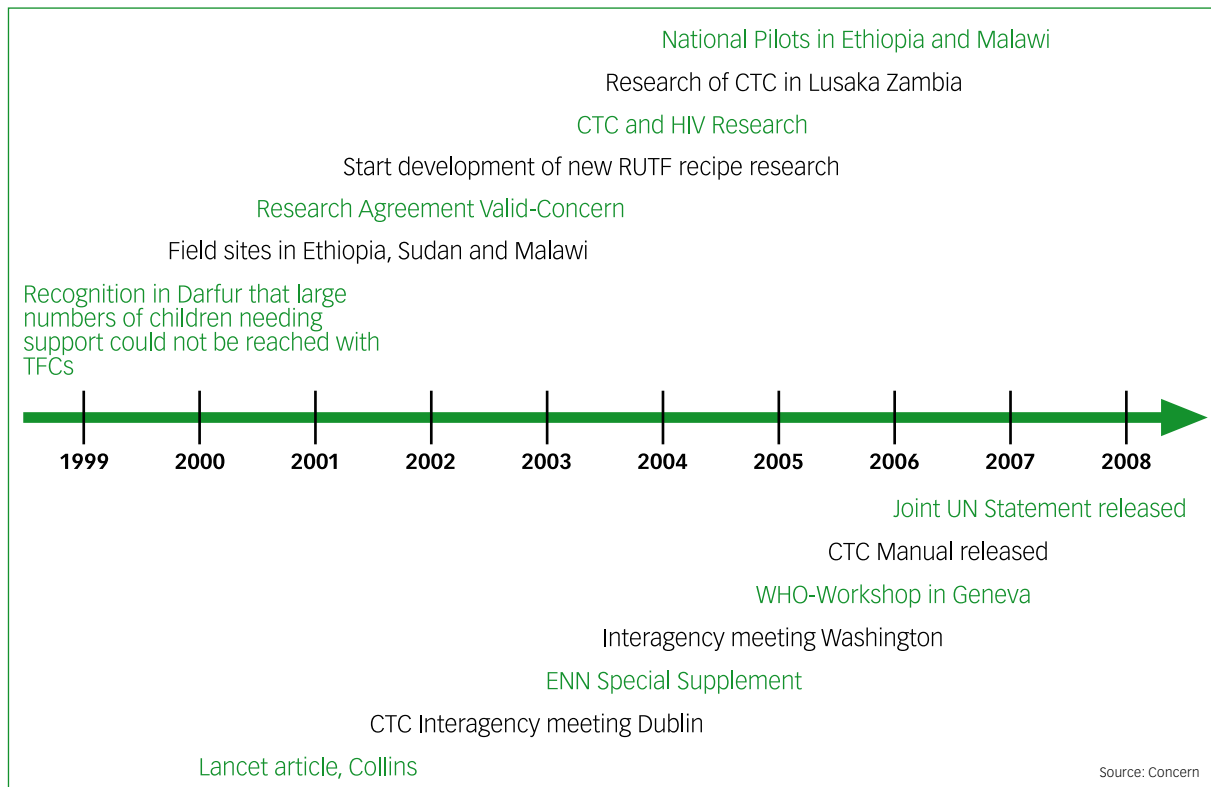 National Pilots in Ethiopia and Malawi
Research of CTC in Lusaka Zambia
CTC and HIV Research
Start development of new RUTF recipe research
Research Agreement Valid-Concern
Field sites in Ethiopia, Sudan and Malawi
Recognition in Darfur that large
numbers of children needing
support could not be reached with
TFCs
1999 2000 2001 2002 2003 2004 2005 2006 2007 2008
Joint UN Statement released
CTC Manual released
WHO-Workshop in Geneva
Interagency meeting Washington
ENN Special Supplement
CTC Interagency meeting Dublin
Lancet article, Collins
Source: Concern